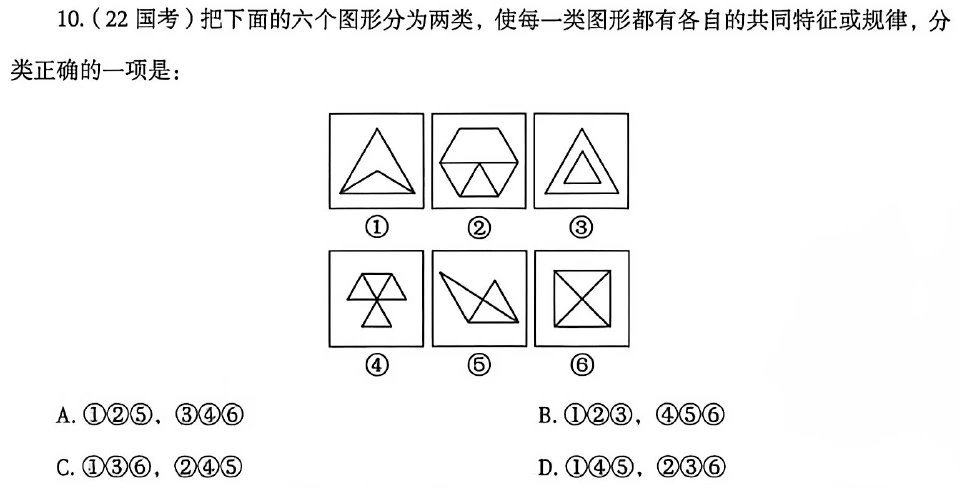 10.（22 国考）把下面的六个图形分为两类，使每一类图形都有各自的共同特征或规律，分
类正确的一项是：
① ② ③
④ ⑤ ⑥
A. ①②⑤，③④⑥ B. ①②③，④⑤⑥
C. ①③⑥，②④⑤ D. ①④⑤，②③⑥